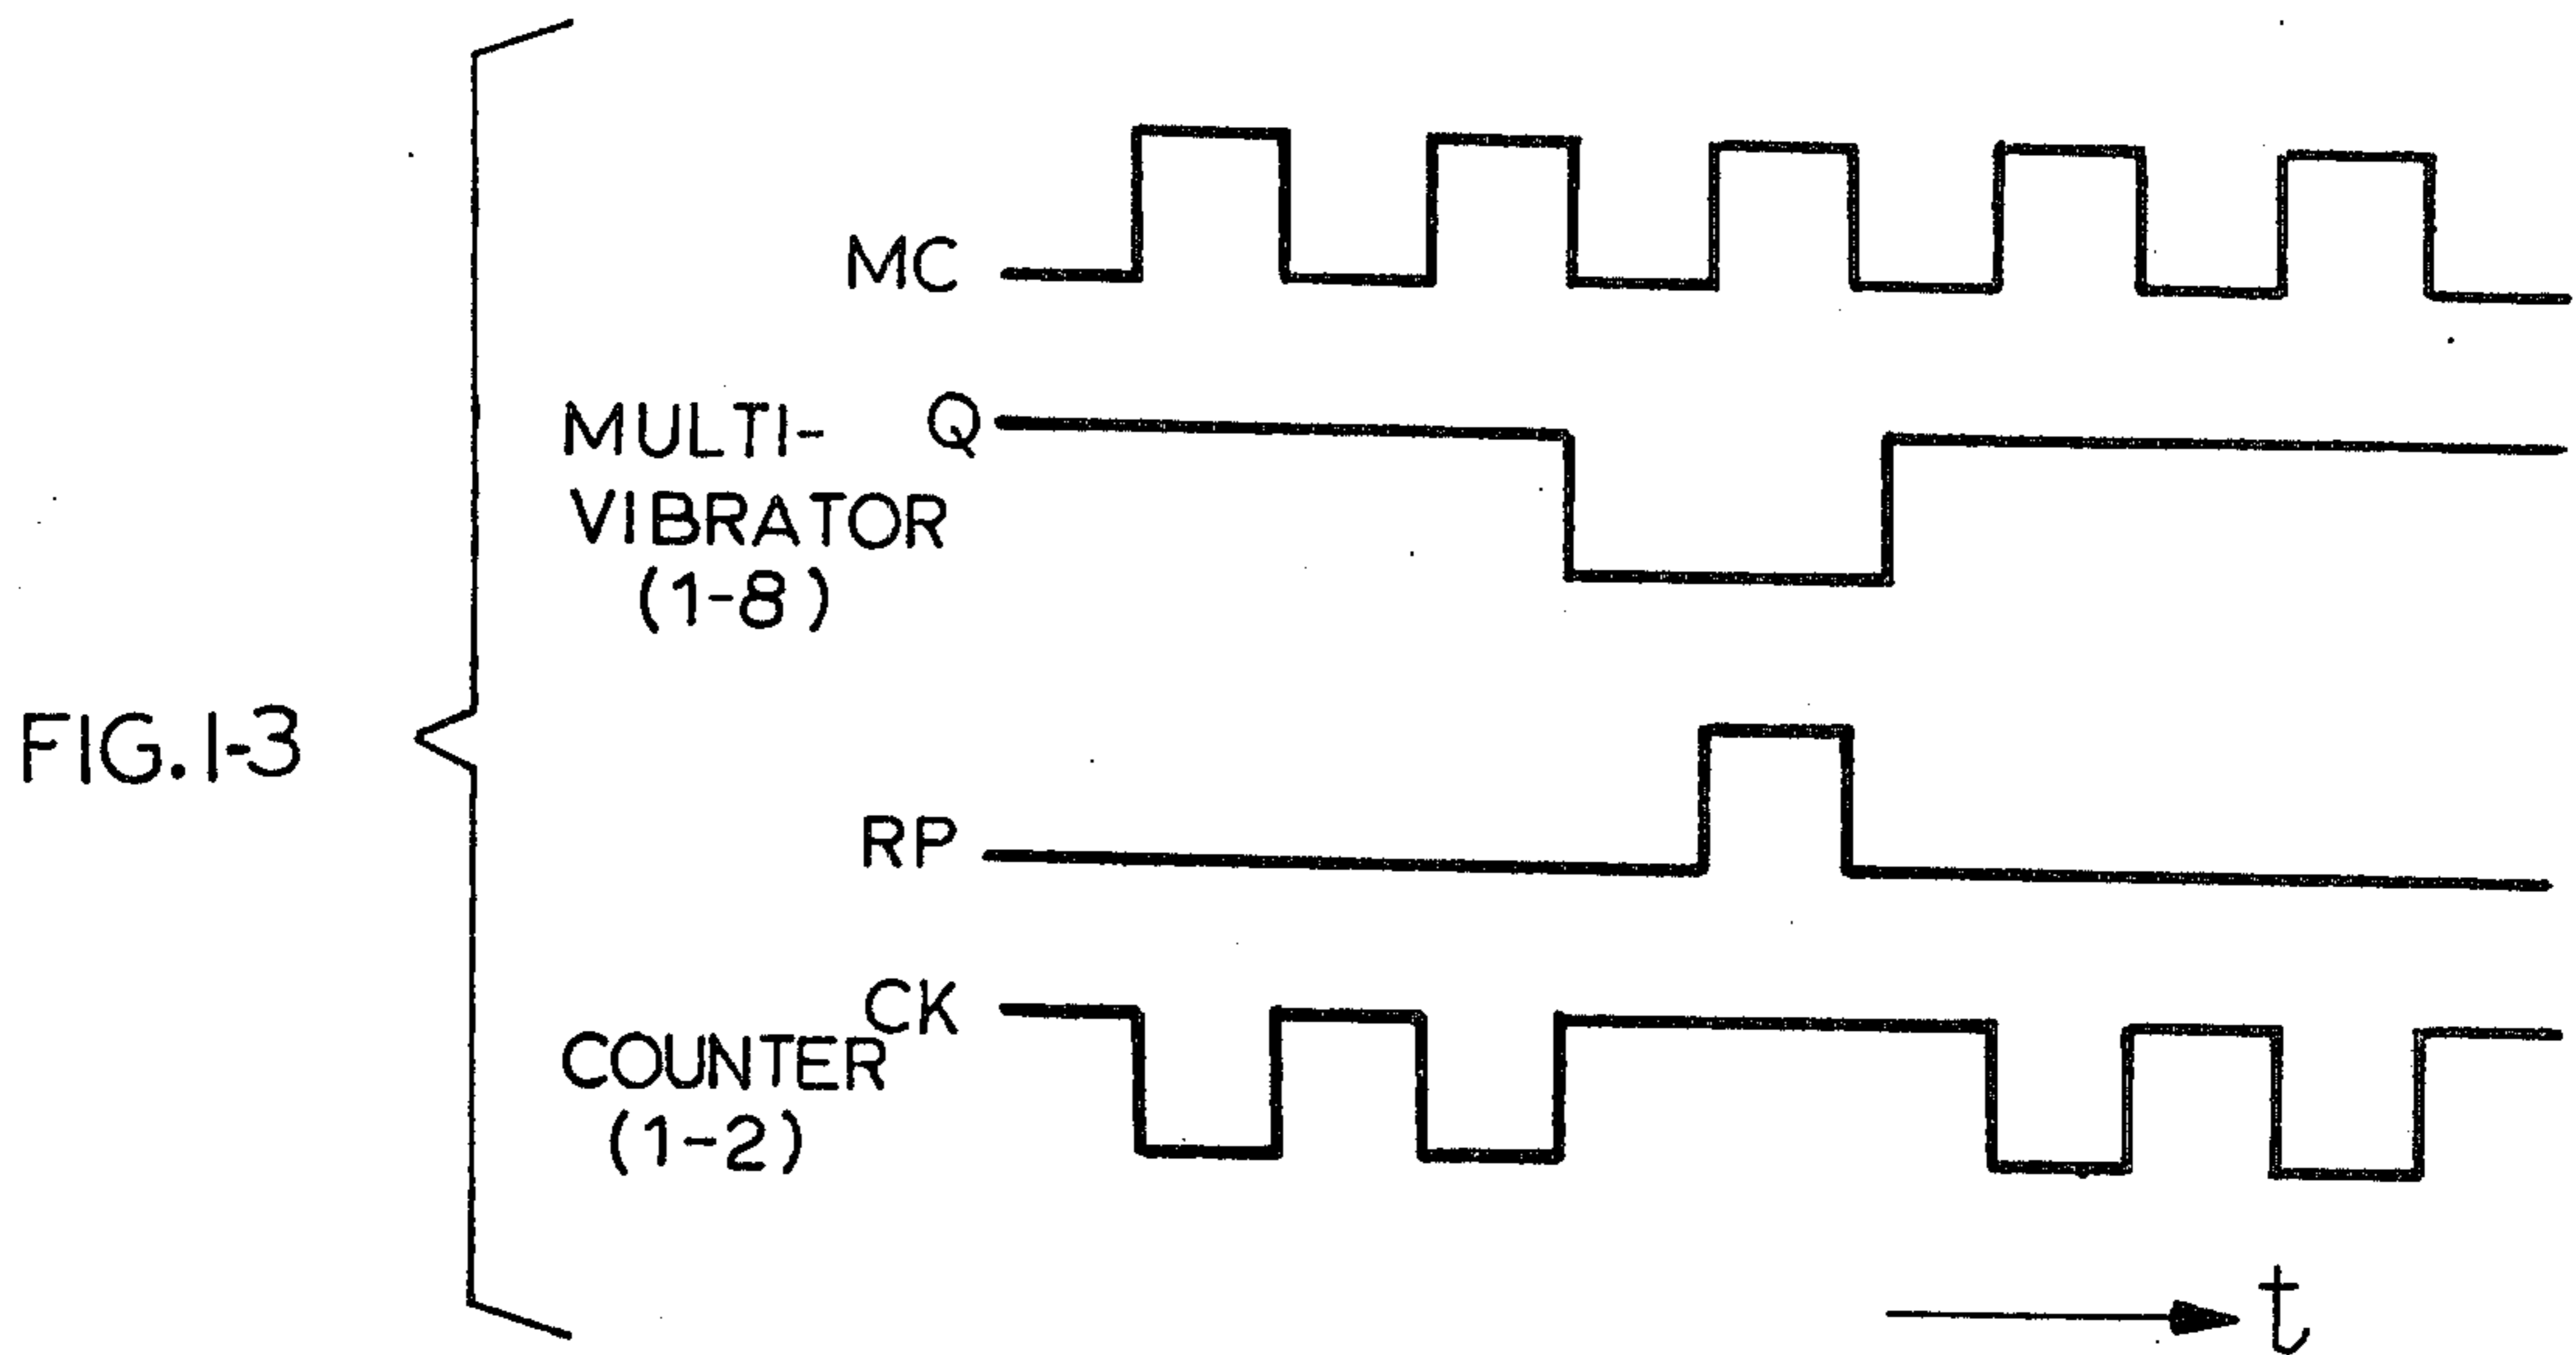 MC
MULTI- Q
VIBRATOR
(1-8)
FIG. 1-3
RP
CK
COUNTER
(1-2)
t